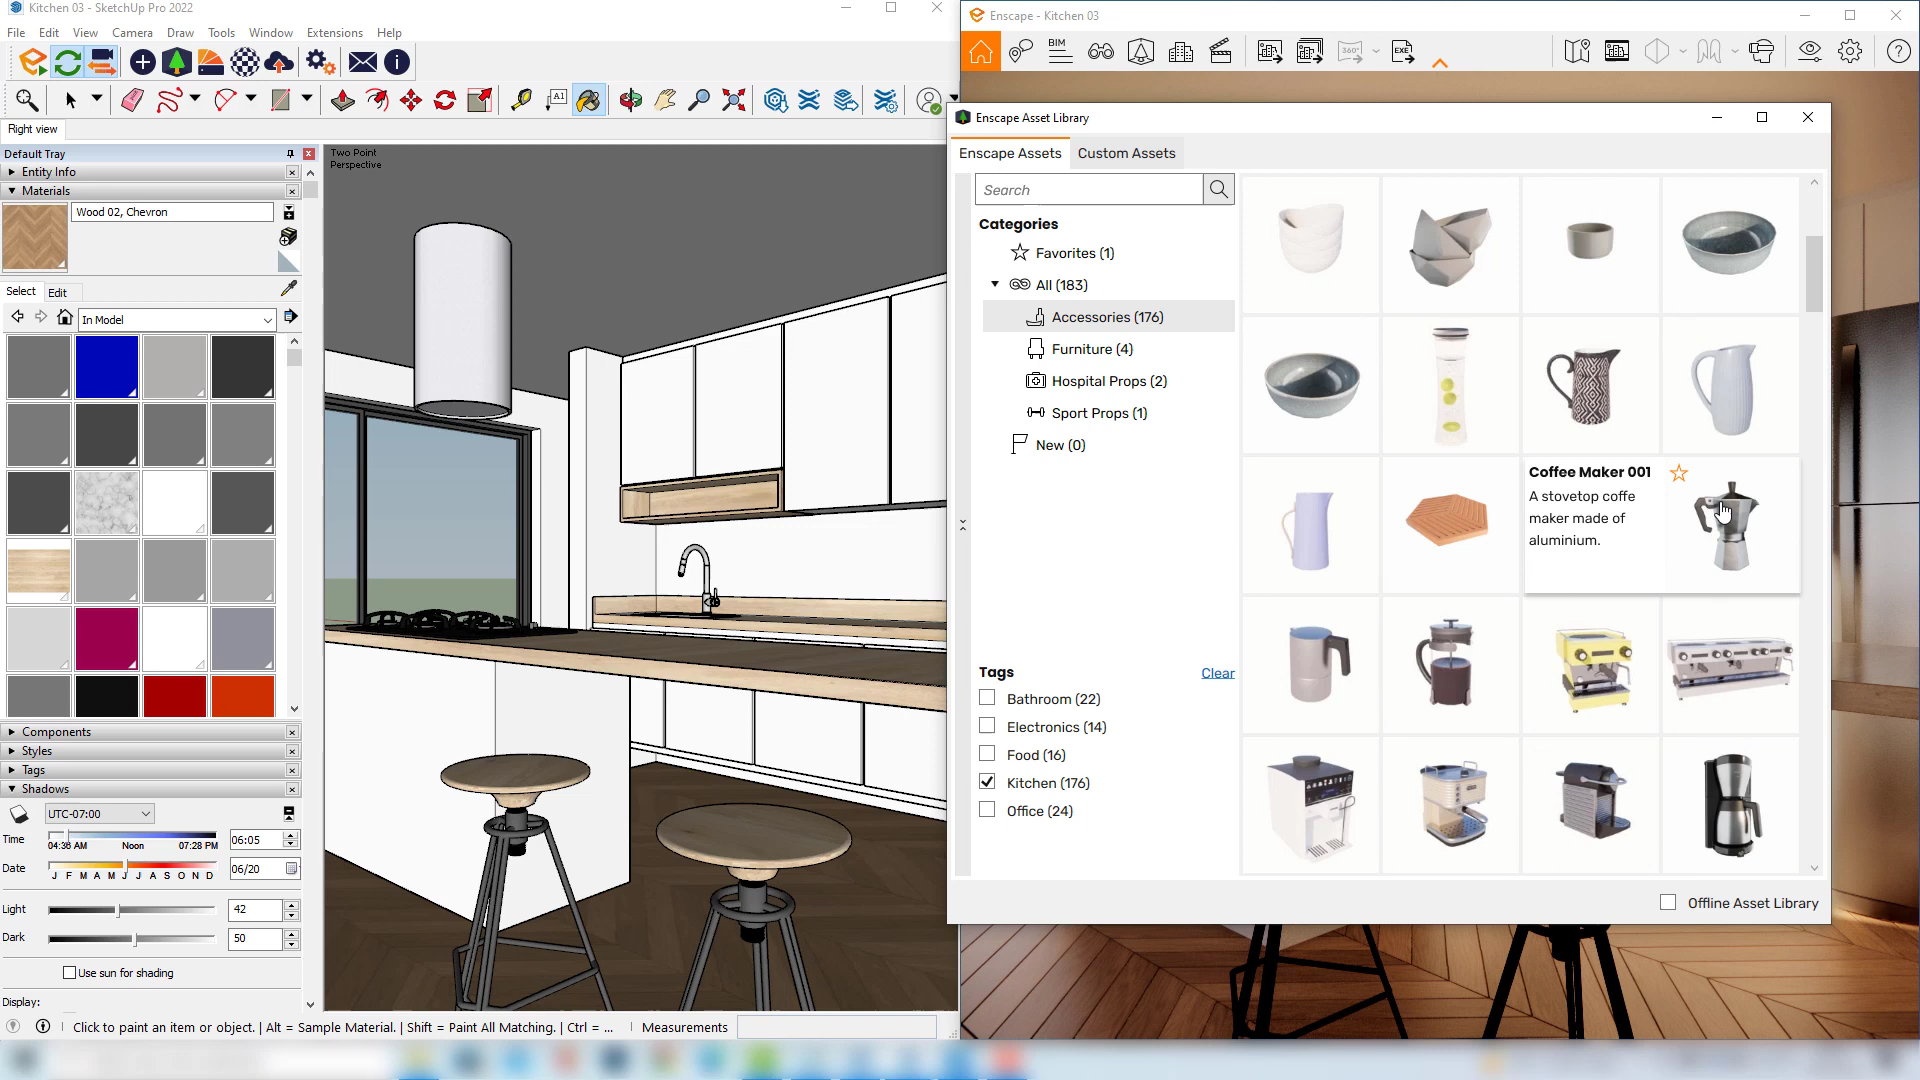 Kitchen 03 - SketchUp Pro 2022
File Edit View Camera Draw Tools Window Extensions Help
A1
Right view
Default Tray
Entity Info
Materials
Wood 02, Chevron
Select Edit
In Model
Components
Styles
Tags
Shadows
UTC-07:00
Time
04:36 AM Noon 07:28 PM
06:05
Date
J F M A M J J A S O N D
06/20
Light
42
Dark
50
Use sun for shading
Display:
Two Point
Perspective
Click to paint an item or object. | Alt = Sample Material. | Shift = Paint All Matching. | Ctrl = ...
Measurements
Enscape - Kitchen 03
BIM
360°
EXE
Enscape Asset Library
Enscape Assets Custom Assets
Search
Categories
Favorites (1)
All (183)
Accessories (176)
Furniture (4)
Hospital Props (2)
Sport Props (1)
New (0)
Tags
Clear
Bathroom (22)
Electronics (14)
Food (16)
Kitchen (176)
Office (24)
Coffee Maker 001
A stovetop coffe
maker made of
aluminium.
Offline Asset Library